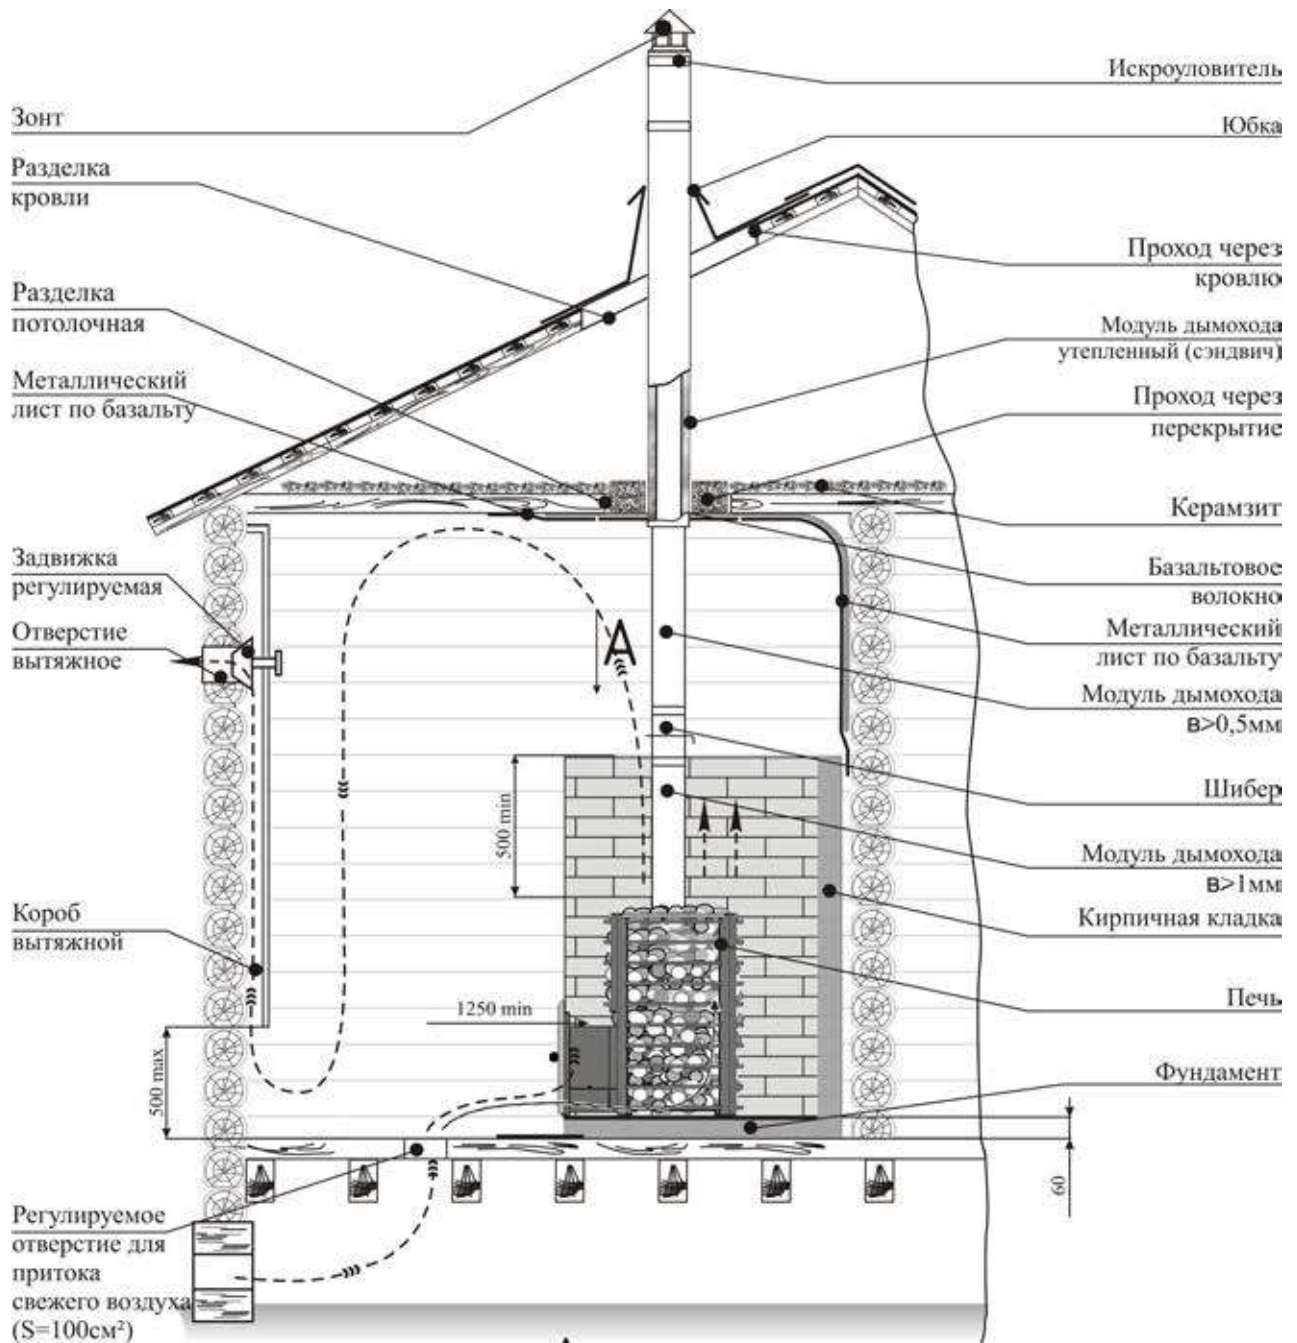 Зонт
Разделка
кровли
Разделка
потолочная
Металлический
лист по базальту
Задвижка
регулируемая
Отверстие
вытяжное
Короб
вытяжной
Регулируемое
отверстие для
притока
свежего воздуха
(S=100см²)
500 max
1250 min
500 min
А
60
Искроуловитель
Юбка
Проход через
кровлю
Модуль дымохода
утепленный (сэндвич)
Проход через
перекрытие
Керамзит
Базальтовое
волокно
Металлический
лист по базальту
Модуль дымохода
в>0,5мм
Шибер
Модуль дымохода
в>1мм
Кирпичная кладка
Печь
Фундамент